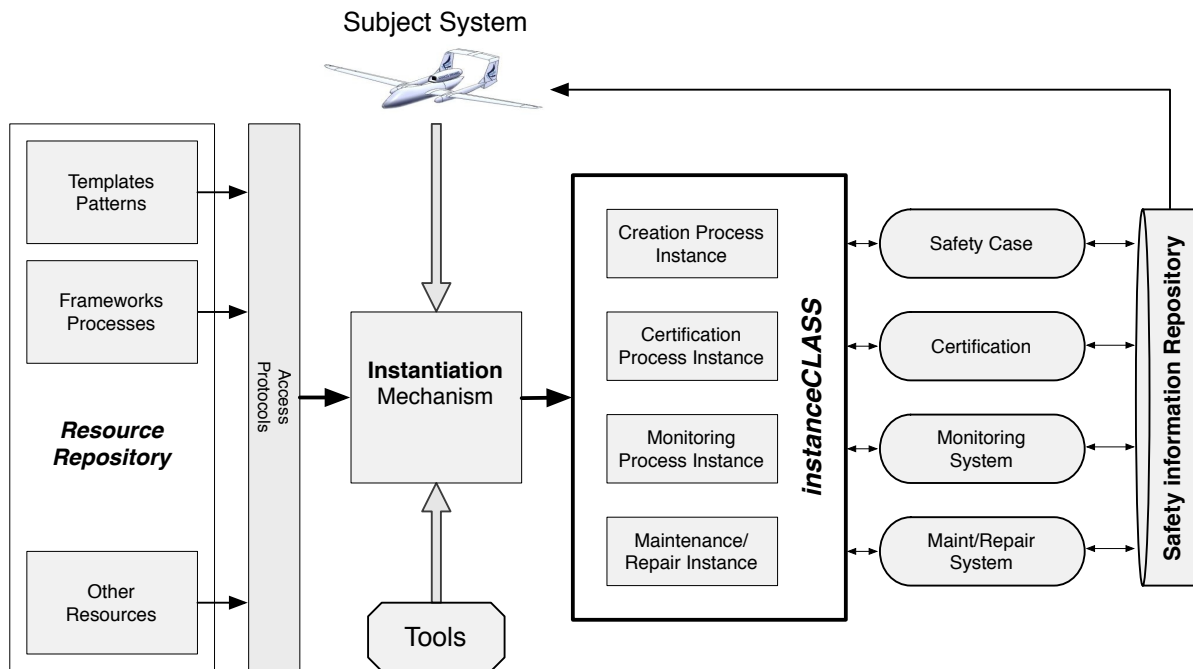 Subject System
Templates
Patterns
Frameworks
Processes
Resource
Repository
Other
Resources
Access
Protocols
Instantiation
Mechanism
Tools
Creation Process
Instance
Certification
Process Instance
Monitoring
Process Instance
Maintenance/
Repair Instance
instanceCLASS
Safety Case
Certification
Monitoring
System
Maint/Repair
System
Safety information Repository